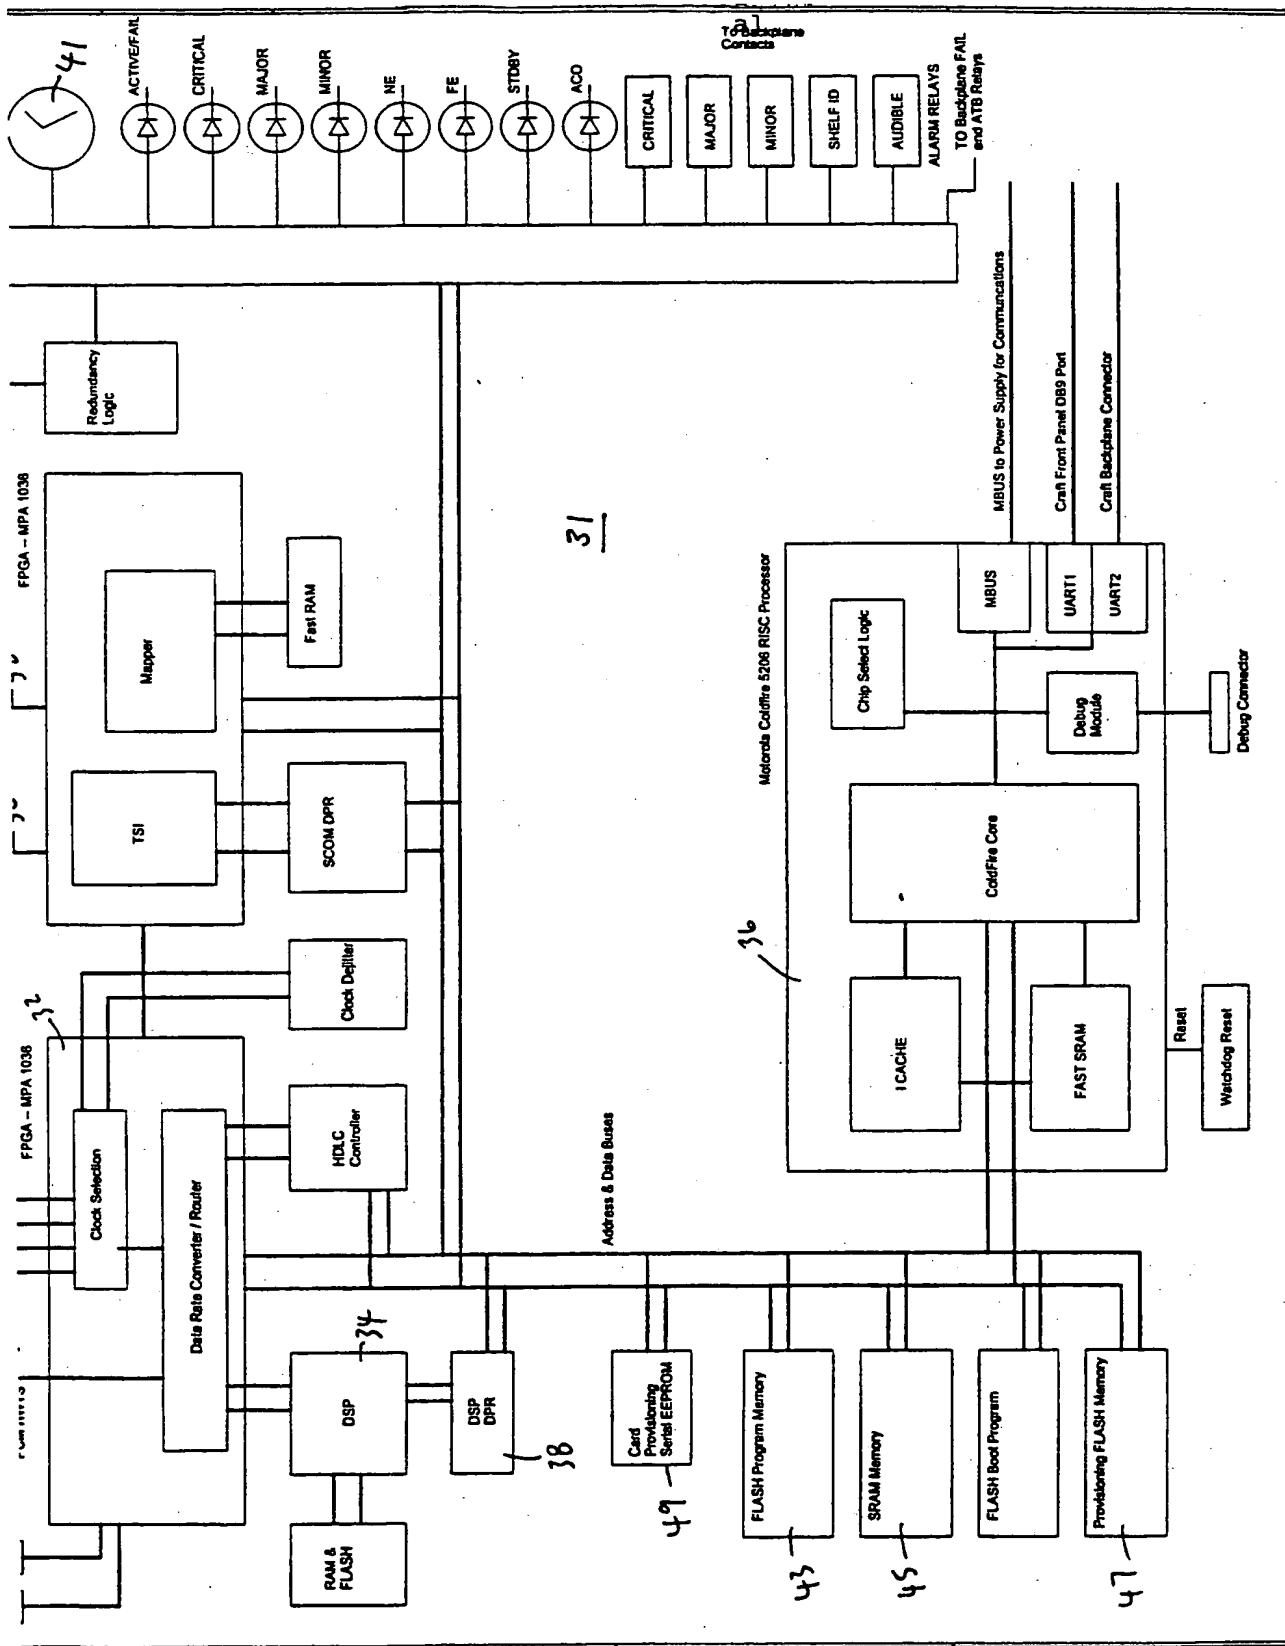 41
ACTIVE/FAIL
CRITICAL
MAJOR
MINOR
NE
FE
STDBY
ACO
To Backplane
Contacts
CRITICAL
MAJOR
MINOR
SHELF ID
AUDIBLE
ALARM RELAYS
TO Backplane FAIL
and ATB Relays
Redundancy
Logic
FPGA – MPA 1036
Mapper
Fast RAM
TSI
SCOM DPR
31
32
FPGA – MPA 1036
Clock Selection
Data Rate Converter / Router
Clock Dejitter
HDLC
Controller
34
DSP
DSP
DPR
38
RAM &
FLASH
Address & Data Buses
Card
Provisioning
Serial EEPROM
49
FLASH Program Memory
43
SRAM Memory
45
FLASH Boot Program
Provisioning FLASH Memory
47
36
Motorola Coldfire 5206 RISC Processor
Chip Select Logic
MBUS
UART1
UART2
MBUS to Power Supply for Communcations
Craft Front Panel DB9 Port
Craft Backplane Connector
Debug
Module
Debug Connector
ColdFire Core
I CACHE
FAST SRAM
Reset
Watchdog Reset